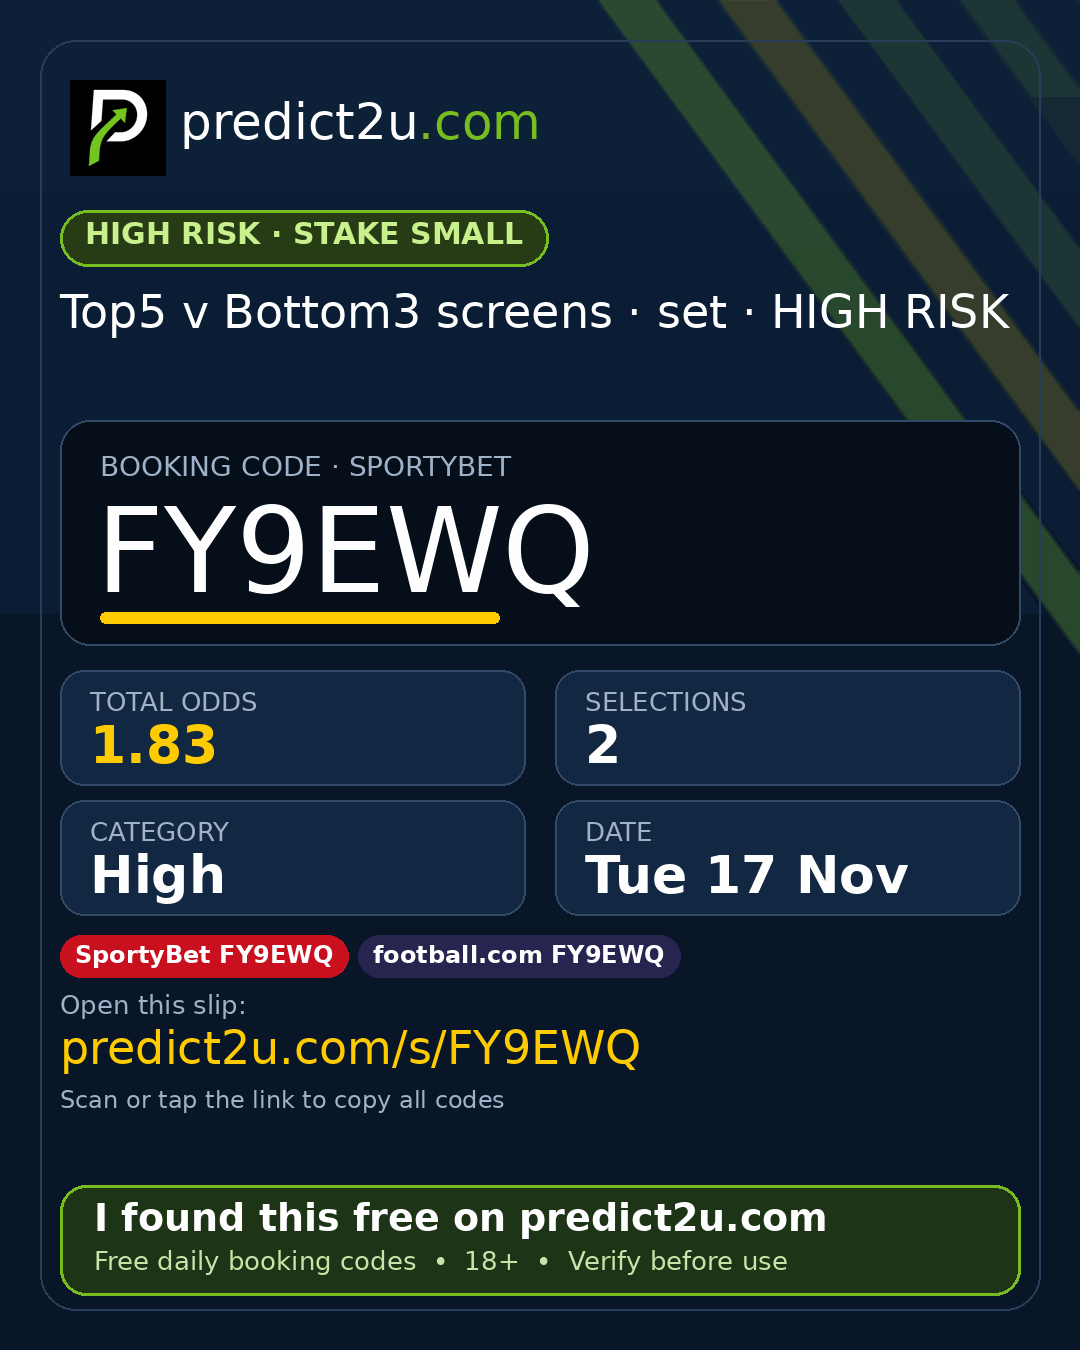 predict2u.com
HIGH RISK · STAKE SMALL
Top5 v Bottom3 screens · set · HIGH RISK
BOOKING CODE · SPORTYBET
FY9EWQ
TOTAL ODDS
1.83
SELECTIONS
2
CATEGORY
High
DATE
Tue 17 Nov
SportyBet FY9EWQ
football.com FY9EWQ
Open this slip:
predict2u.com/s/FY9EWQ
Scan or tap the link to copy all codes
I found this free on predict2u.com
Free daily booking codes • 18+ • Verify before use